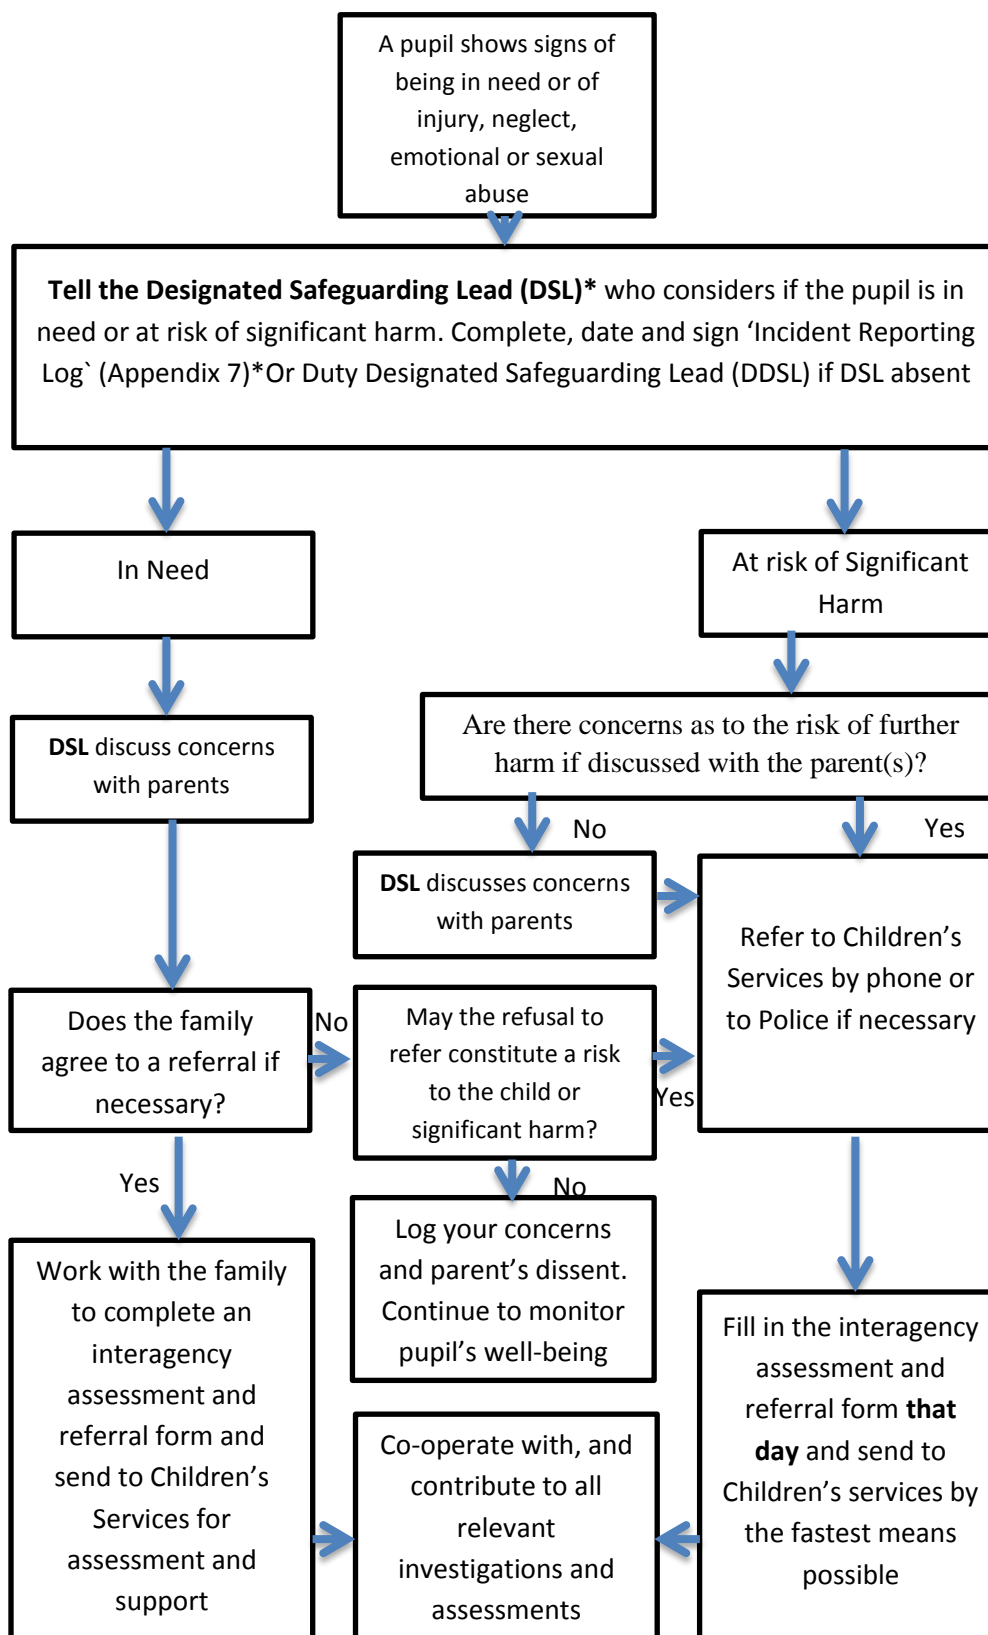 A pupil shows signs of
being in need or of
injury, neglect,
emotional or sexual
abuse
Tell the Designated Safeguarding Lead (DSL)* who considers if the pupil is in
need or at risk of significant harm. Complete, date and sign ‘Incident Reporting
Log` (Appendix 7)*Or Duty Designated Safeguarding Lead (DDSL) if DSL absent
In Need
At risk of Significant
Harm
DSL discuss concerns
with parents
Are there concerns as to the risk of further
harm if discussed with the parent(s)?
No
Yes
DSL discusses concerns
with parents
Refer to Children’s
Services by phone or
to Police if necessary
Does the family
agree to a referral if
necessary?
No
May the refusal to
refer constitute a risk
to the child or
significant harm?
Yes
Yes
No
Log your concerns
and parent’s dissent.
Continue to monitor
pupil’s well-being
Work with the family
to complete an
interagency
assessment and
referral form and
send to Children’s
Services for
assessment and
support
Fill in the interagency
assessment and
referral form that
day and send to
Children’s services by
the fastest means
possible
Co-operate with, and
contribute to all
relevant
investigations and
assessments